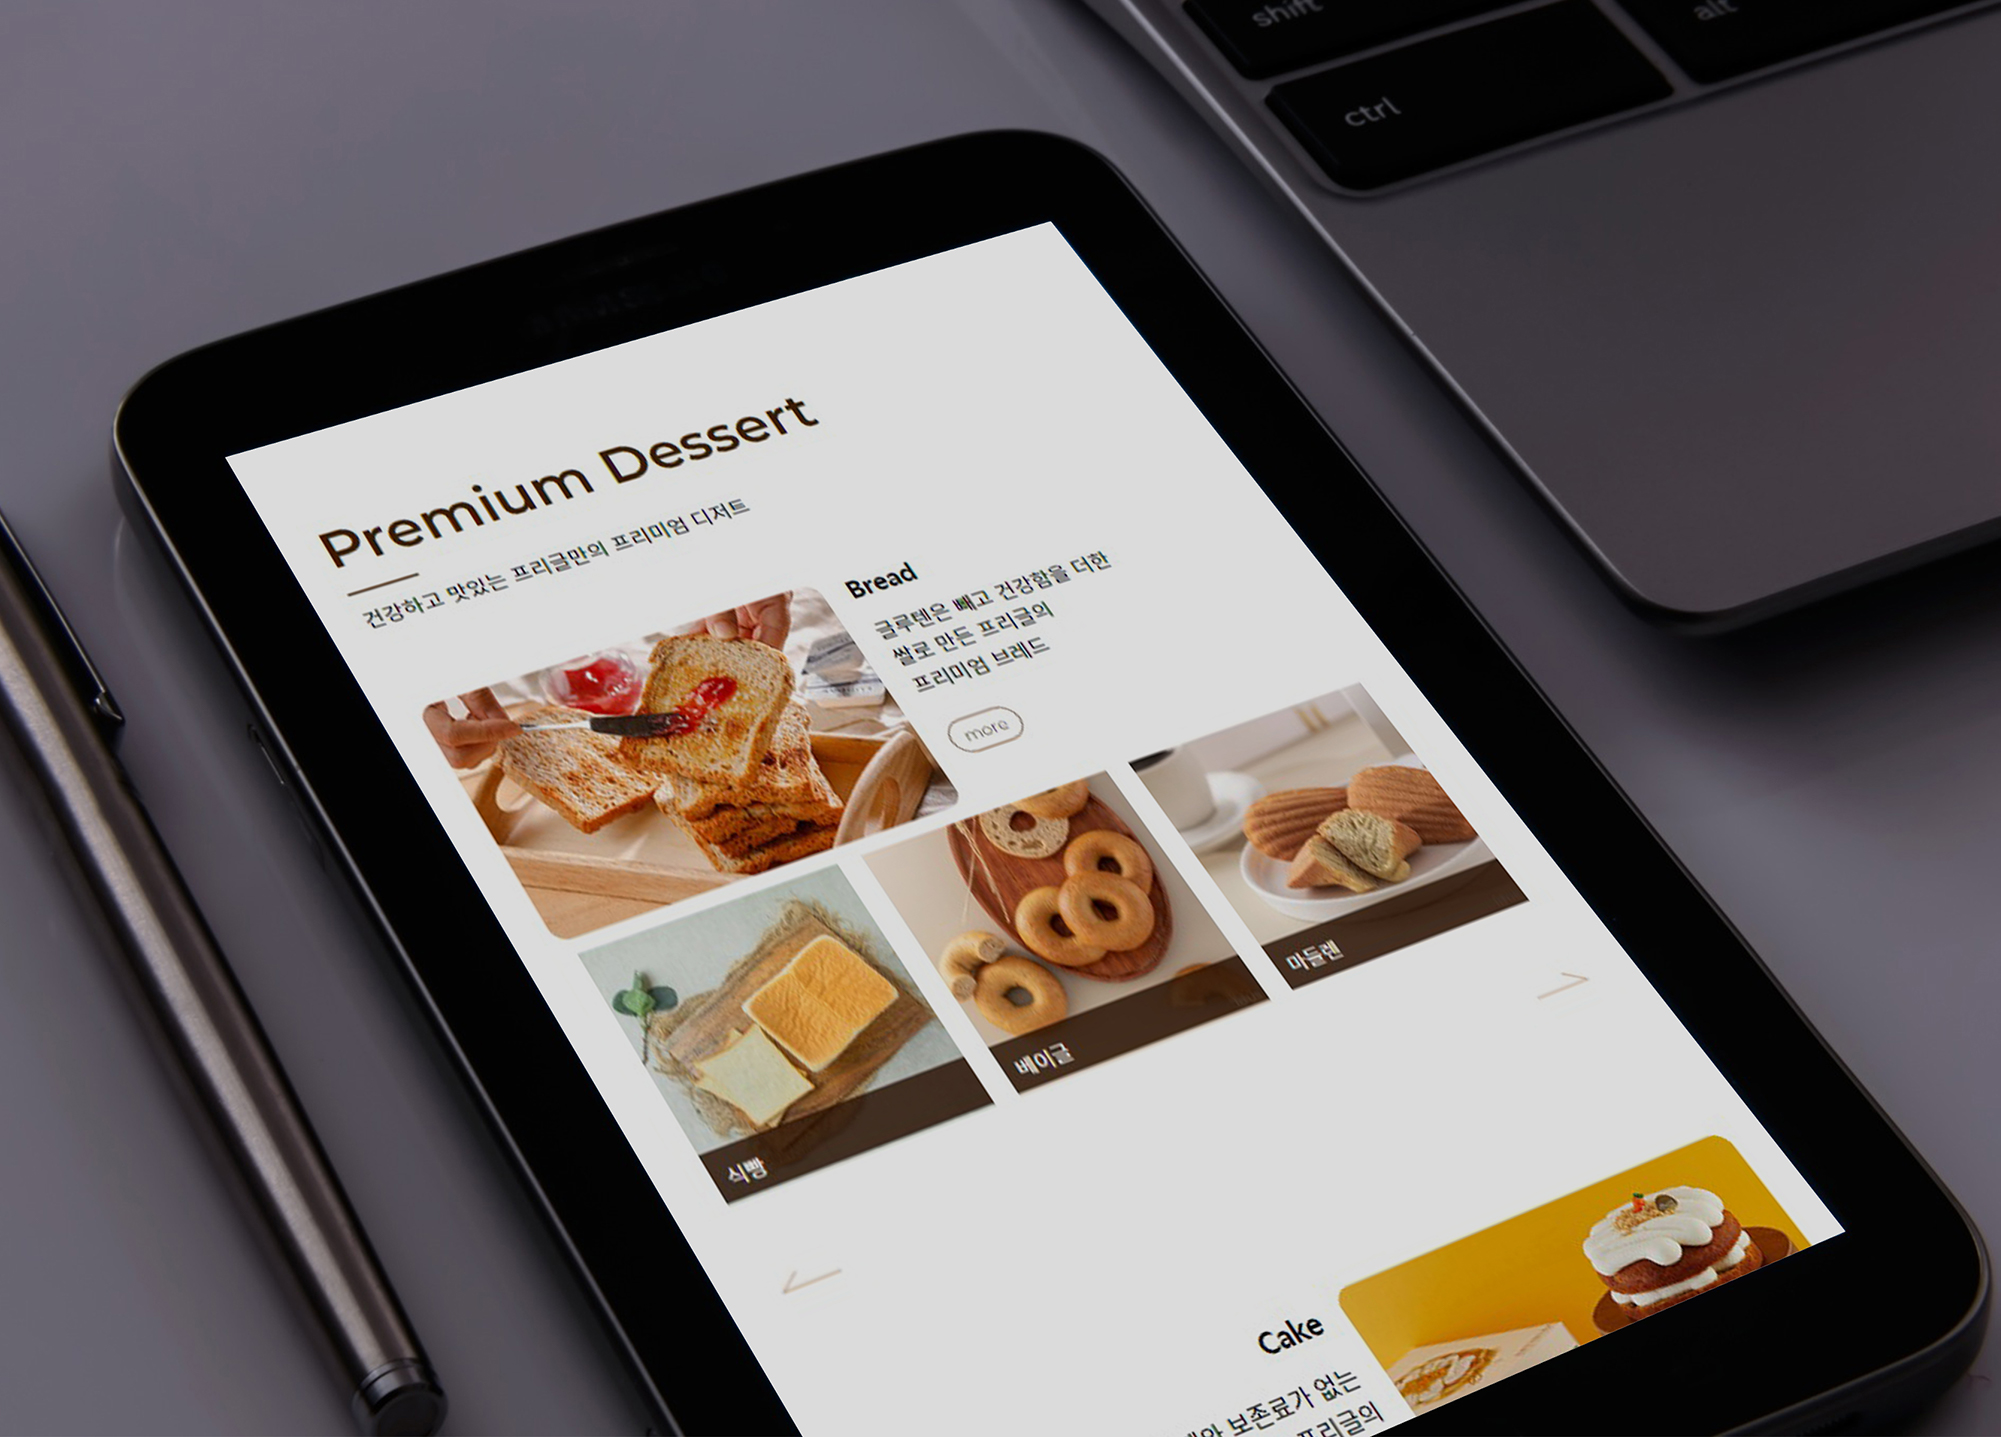 shift
alt
ctrl
Premium Dessert
건강하고 맛있는 프리글만의 프리미엄 디저트
Bread
글루텐은 빼고 건강함을 더한
쌀로 만든 프리글의
프리미엄 브레드
more
식빵
베이글
마들렌
Cake
보존료가 없는
프리글의